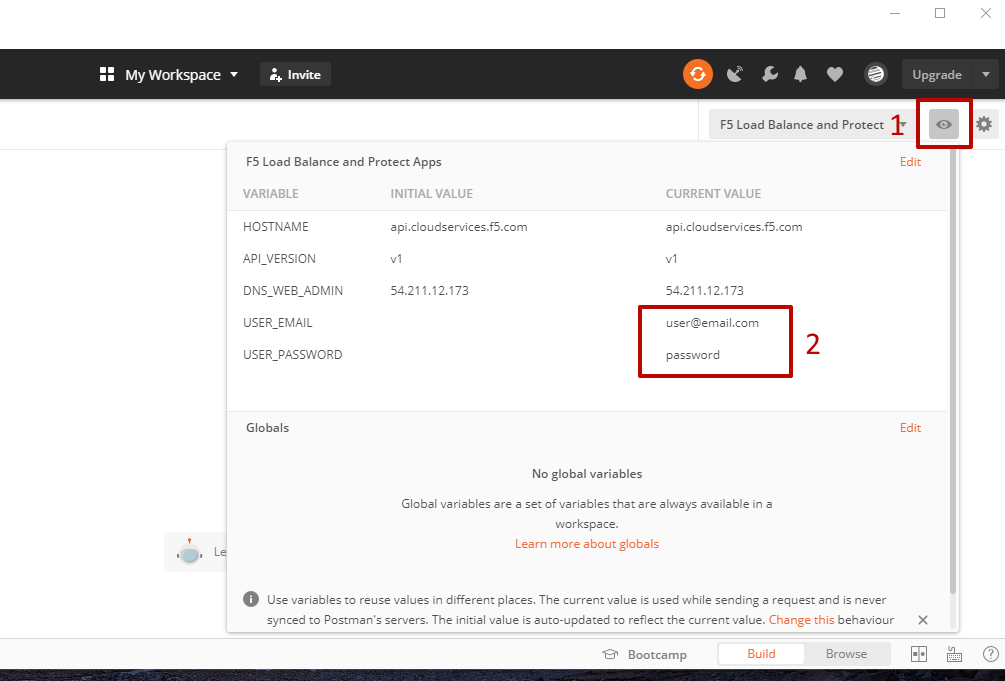 My Workspace
Invite
Upgrade
F5 Load Balance and Protect
1
F5 Load Balance and Protect Apps
Edit
VARIABLE INITIAL VALUE CURRENT VALUE
HOSTNAME api.cloudservices.f5.com api.cloudservices.f5.com
API_VERSION v1 v1
DNS_WEB_ADMIN 54.211.12.173 54.211.12.173
USER_EMAIL user@email.com
USER_PASSWORD password
2
Globals
Edit
No global variables
Global variables are a set of variables that are always available in a
workspace.
Learn more about globals
Le
Use variables to reuse values in different places. The current value is used while sending a request and is never
synced to Postman's servers. The initial value is auto-updated to reflect the current value. Change this behaviour
Bootcamp
Build
Browse